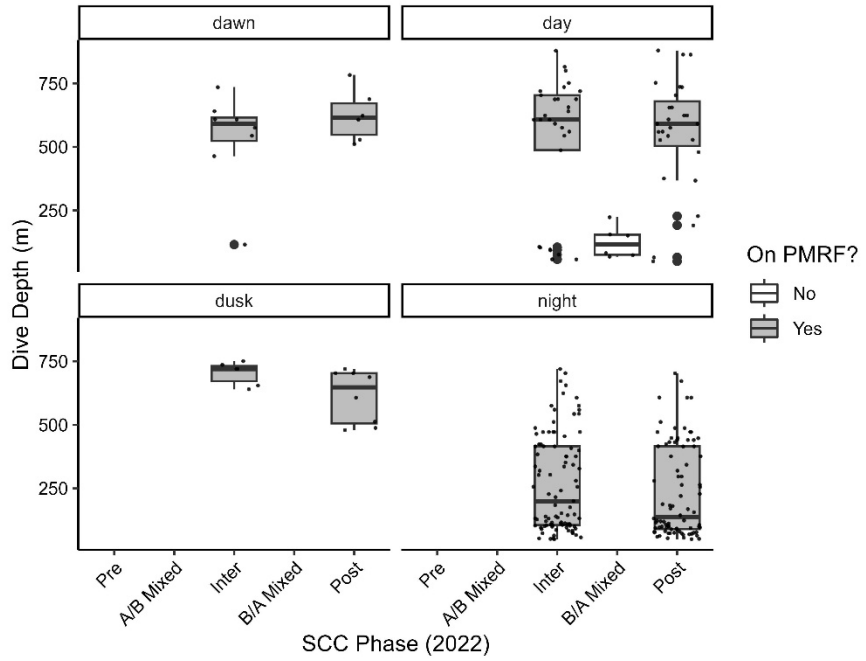 dawn
day
750
500
250
Dive Depth (m)
On PMRF?
No
Yes
dusk
night
750
500
250
Pre
A/B Mixed
Inter
B/A Mixed
Post
Pre
A/B Mixed
Inter
B/A Mixed
Post
SCC Phase (2022)